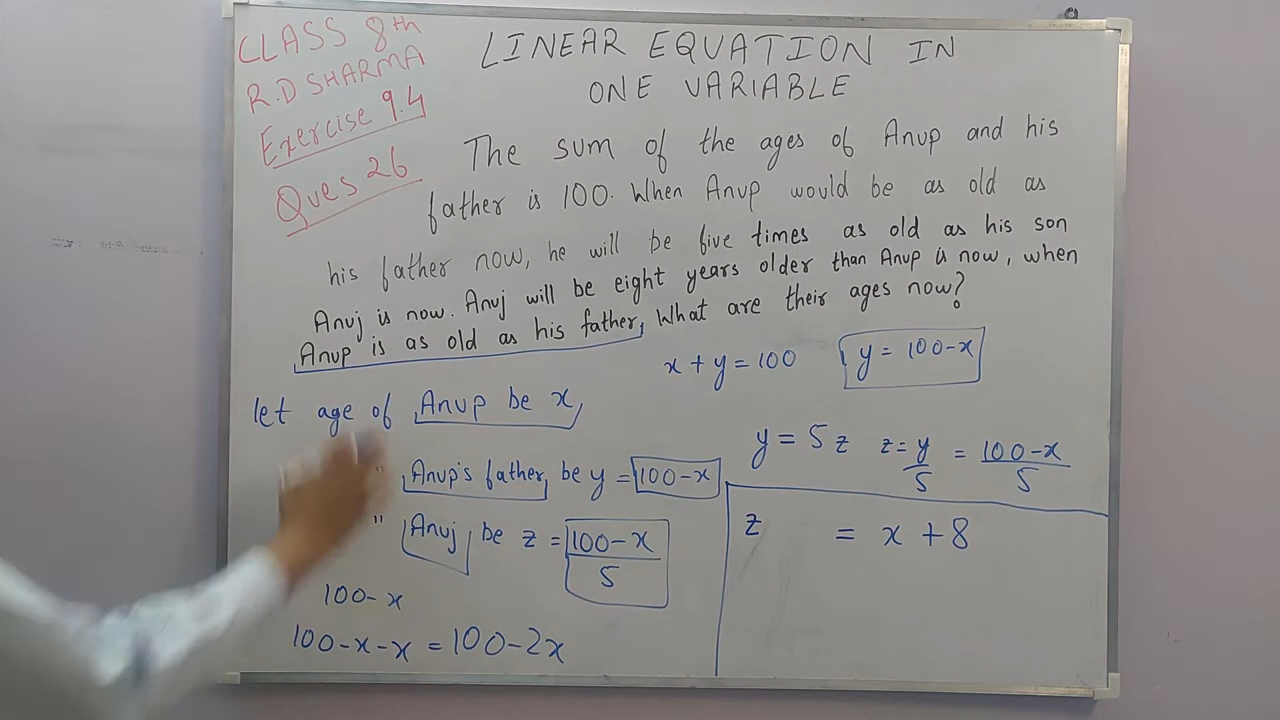 CLASS 8th
R.D SHARMA
Exercise 9.4
Ques 26
LINEAR EQUATION IN
ONE VARIABLE
The sum of the ages of Anup and his
father is 100. When Anup would be as old as
his father now, he will be five times as old as his son
Anuj is now. Anuj will be eight years older than Anup is now, when
Anup is as old as his father, What are their ages now?
x + y = 100 y = 100-x
let age of Anup be x,
" Anup's father, be y = 100-x
" Anuj be z = 100-x
5
100-x
100-x-x = 100-2x
y = 5z z = y/5 = 100-x/5
z = x + 8